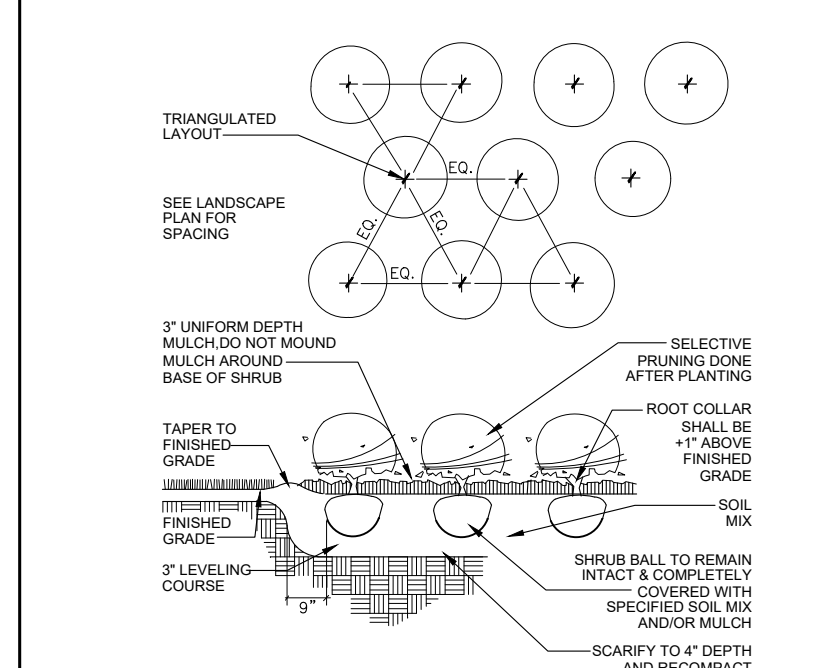 TRIANGULATED
LAYOUT
EQ.
SEE LANDSCAPE
PLAN FOR
SPACING
EQ.
EQ.
EQ.
3" UNIFORM DEPTH
MULCH,DO NOT MOUND
MULCH AROUND
BASE OF SHRUB
SELECTIVE
PRUNING DONE
AFTER PLANTING
TAPER TO
FINISHED
GRADE
ROOT COLLAR
SHALL BE
+1" ABOVE
FINISHED
GRADE
FINISHED
GRADE
SOIL
MIX
3" LEVELING
COURSE
9"
SHRUB BALL TO REMAIN
INTACT & COMPLETELY
COVERED WITH
SPECIFIED SOIL MIX
AND/OR MULCH
SCARIFY TO 4" DEPTH
AND RECOMPACT